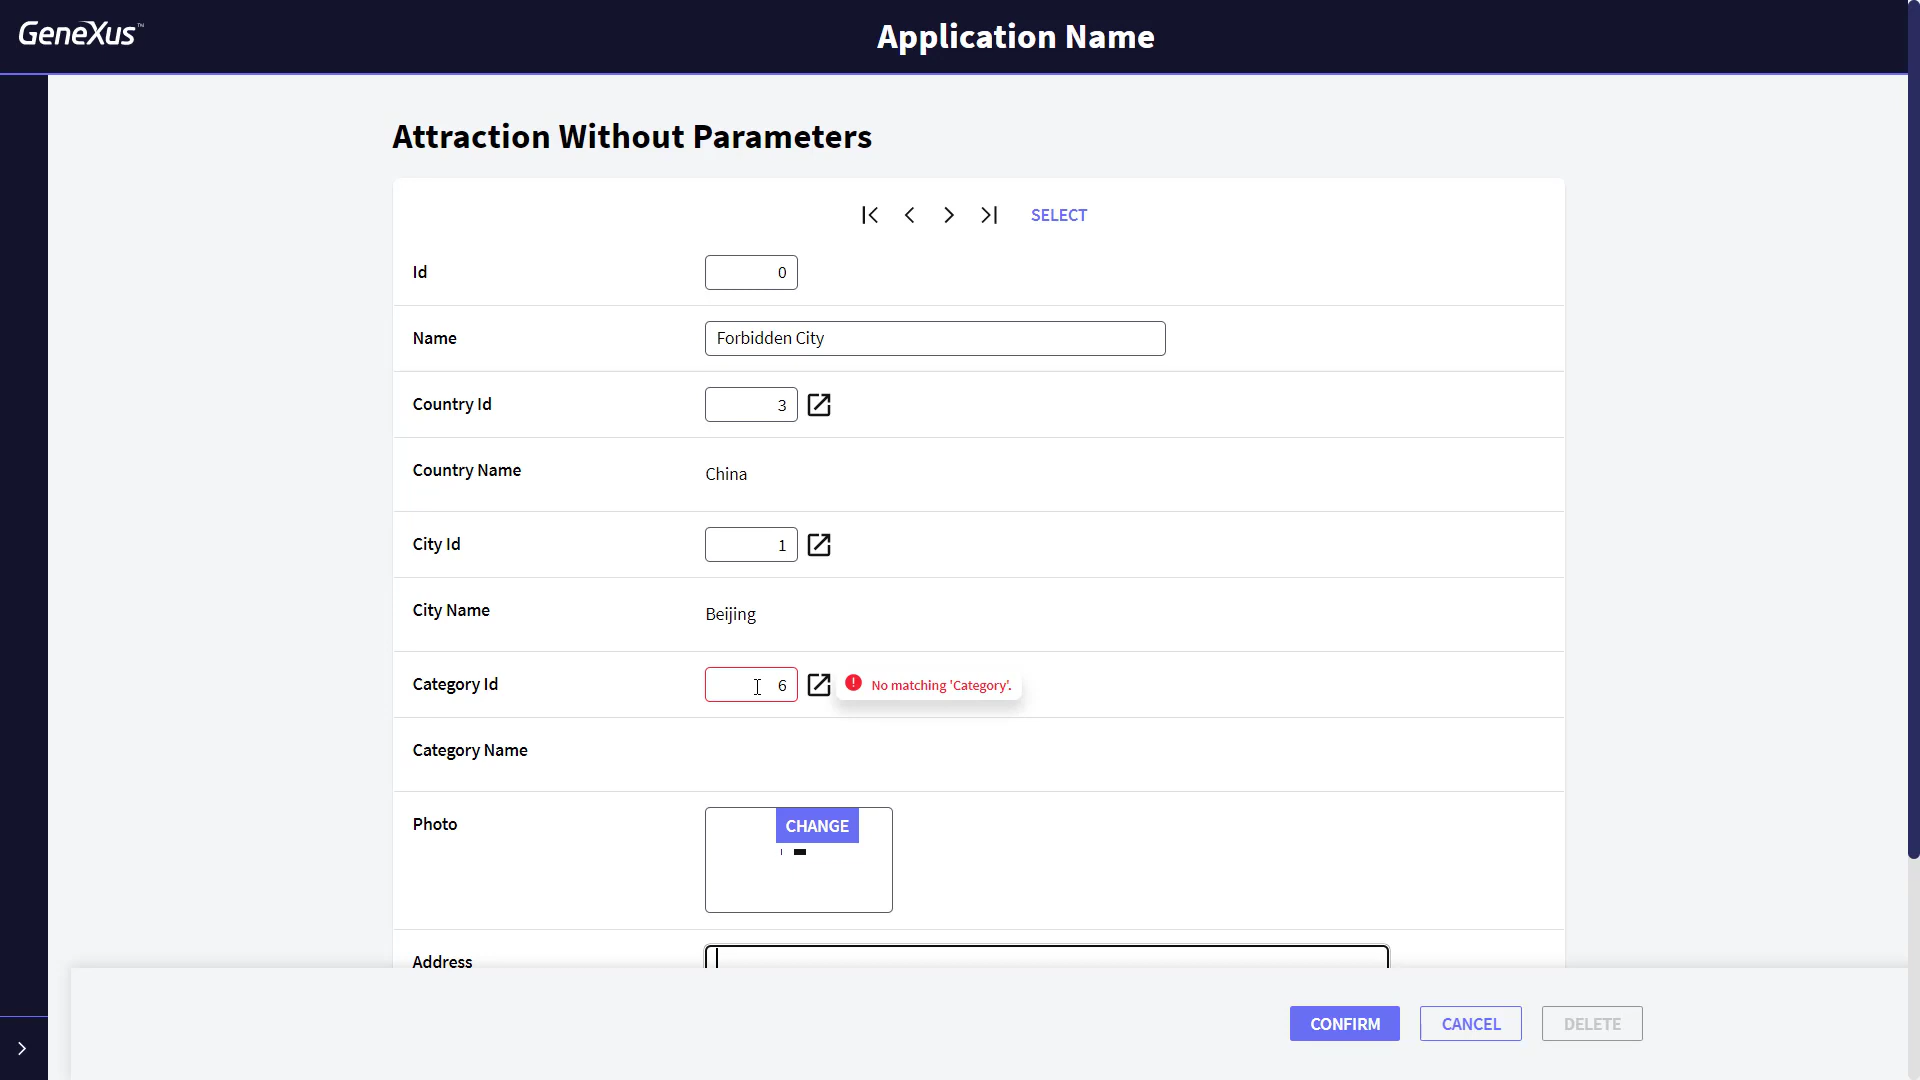 GeneXus™
Application Name
Attraction Without Parameters
SELECT
Id 0
Name Forbidden City
Country Id 3
Country Name China
City Id 1
City Name Beijing
Category Id 6 No matching 'Category'.
Category Name
Photo CHANGE
Address
CONFIRM CANCEL DELETE